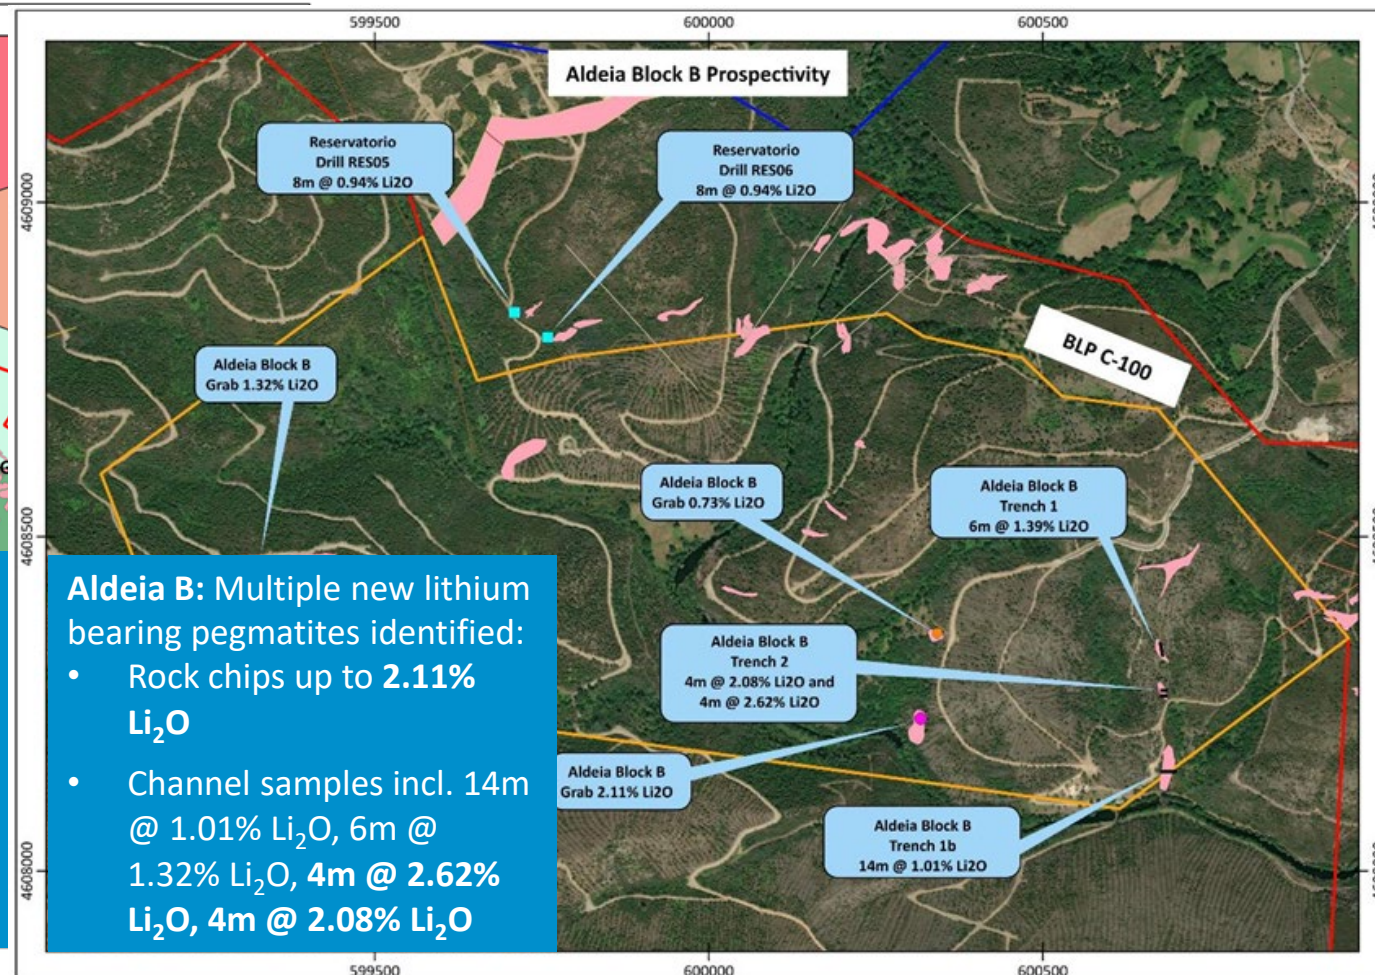 599500
600000
600500
Aldeia Block B Prospectivity
Reservatorio
Drill RES05
8m @ 0.94% Li2O
Reservatorio
Drill RES06
8m @ 0.94% Li2O
4609000
BLP C-100
Aldeia Block B
Grab 1.32% Li2O
Aldeia Block B
Grab 0.73% Li2O
Aldeia Block B
Trench 1
6m @ 1.39% Li2O
4608500
Aldeia B: Multiple new lithium
bearing pegmatites identified:
• Rock chips up to 2.11%
Li₂O
• Channel samples incl. 14m
@ 1.01% Li₂O, 6m @
1.32% Li₂O, 4m @ 2.62%
Li₂O, 4m @ 2.08% Li₂O
Aldeia Block B
Trench 2
4m @ 2.08% Li2O and
4m @ 2.62% Li2O
Aldeia Block B
Grab 2.11% Li2O
Aldeia Block B
Trench 1b
14m @ 1.01% Li2O
4608000
599500
600000
600500